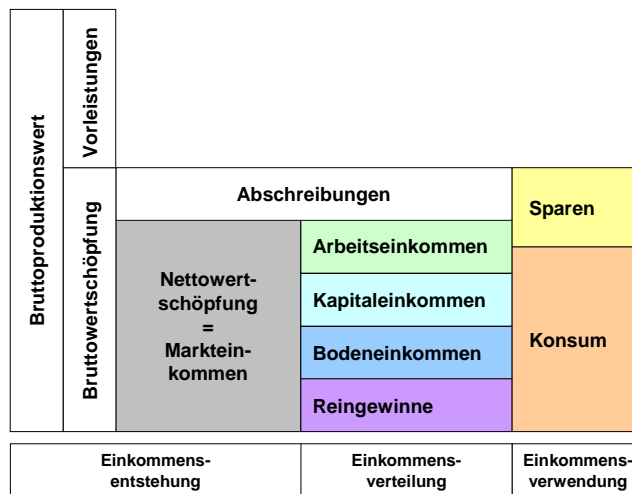 Bruttoproduktionswert
Vorleistungen
Bruttowertschöpfung
Abschreibungen
Nettowert-
schöpfung
=
Marktein-
kommen
Arbeitseinkommen
Kapitaleinkommen
Bodeneinkommen
Reingewinne
Sparen
Konsum
Einkommens-
entstehung
Einkommens-
verteilung
Einkommens-
verwendung